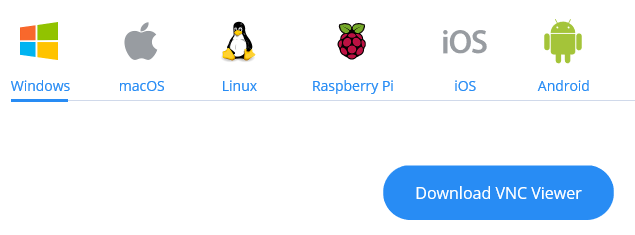 iOS
Windows macOS Linux Raspberry Pi iOS Android
Download VNC Viewer